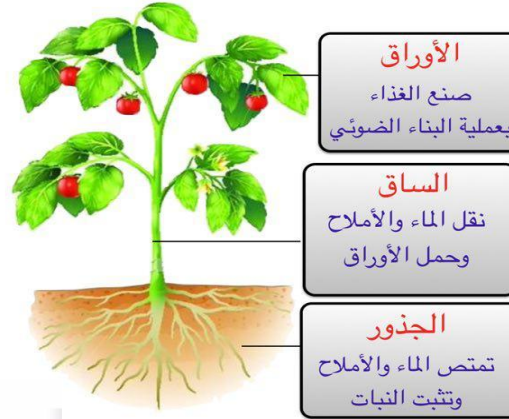 الأوراق
صنع الغذاء
بعملية البناء الضوئي
الساق
نقل الماء والأملاح
وحمل الأوراق
الجذور
تمتص الماء والأملاح
وتثبت النبات